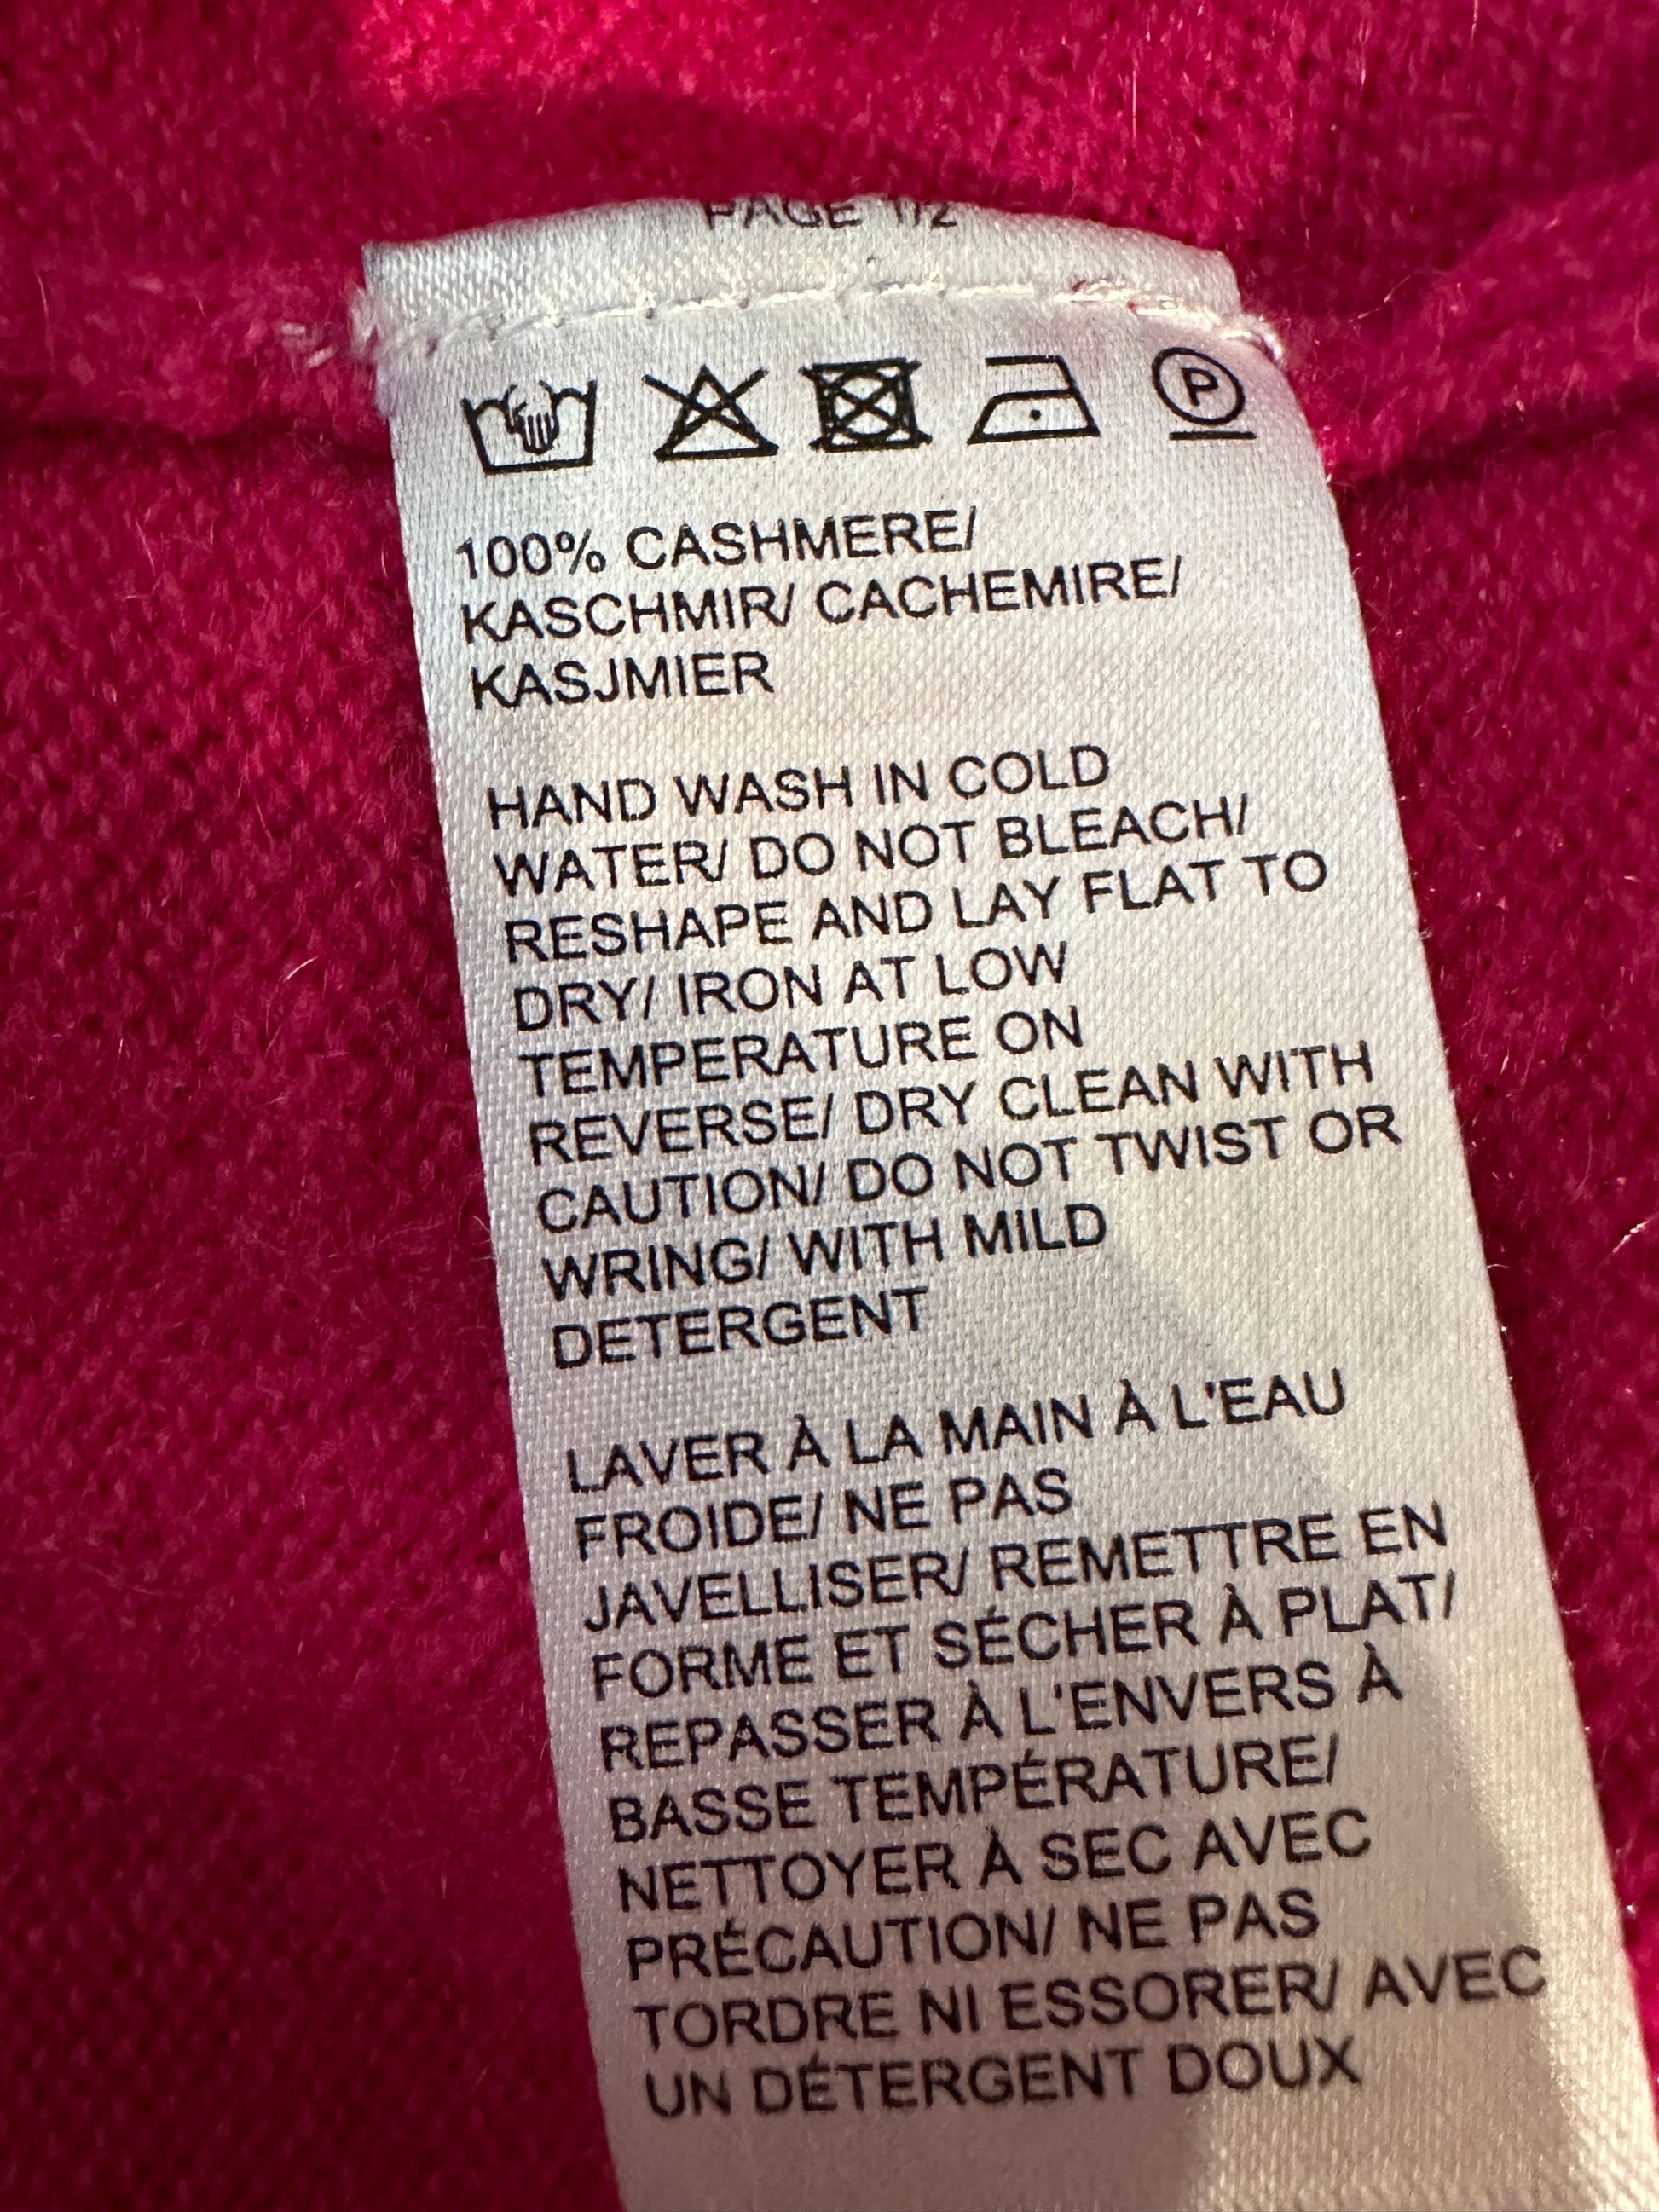 PAGE 1/2
P
100% CASHMERE/
KASCHMIR/ CACHEMIRE/
KASJMIER
HAND WASH IN COLD
WATER/ DO NOT BLEACH/
RESHAPE AND LAY FLAT TO
DRY/ IRON AT LOW
TEMPERATURE ON
REVERSE/ DRY CLEAN WITH
CAUTION/ DO NOT TWIST OR
WRING/ WITH MILD
DETERGENT
LAVER À LA MAIN À L'EAU
FROIDE/ NE PAS
JAVELLISER/ REMETTRE EN
FORME ET SÉCHER À PLAT/
REPASSER À L'ENVERS À
BASSE TEMPÉRATURE/
NETTOYER À SEC AVEC
PRÉCAUTION/ NE PAS
TORDRE NI ESSORER/ AVEC
UN DÉTERGENT DOUX